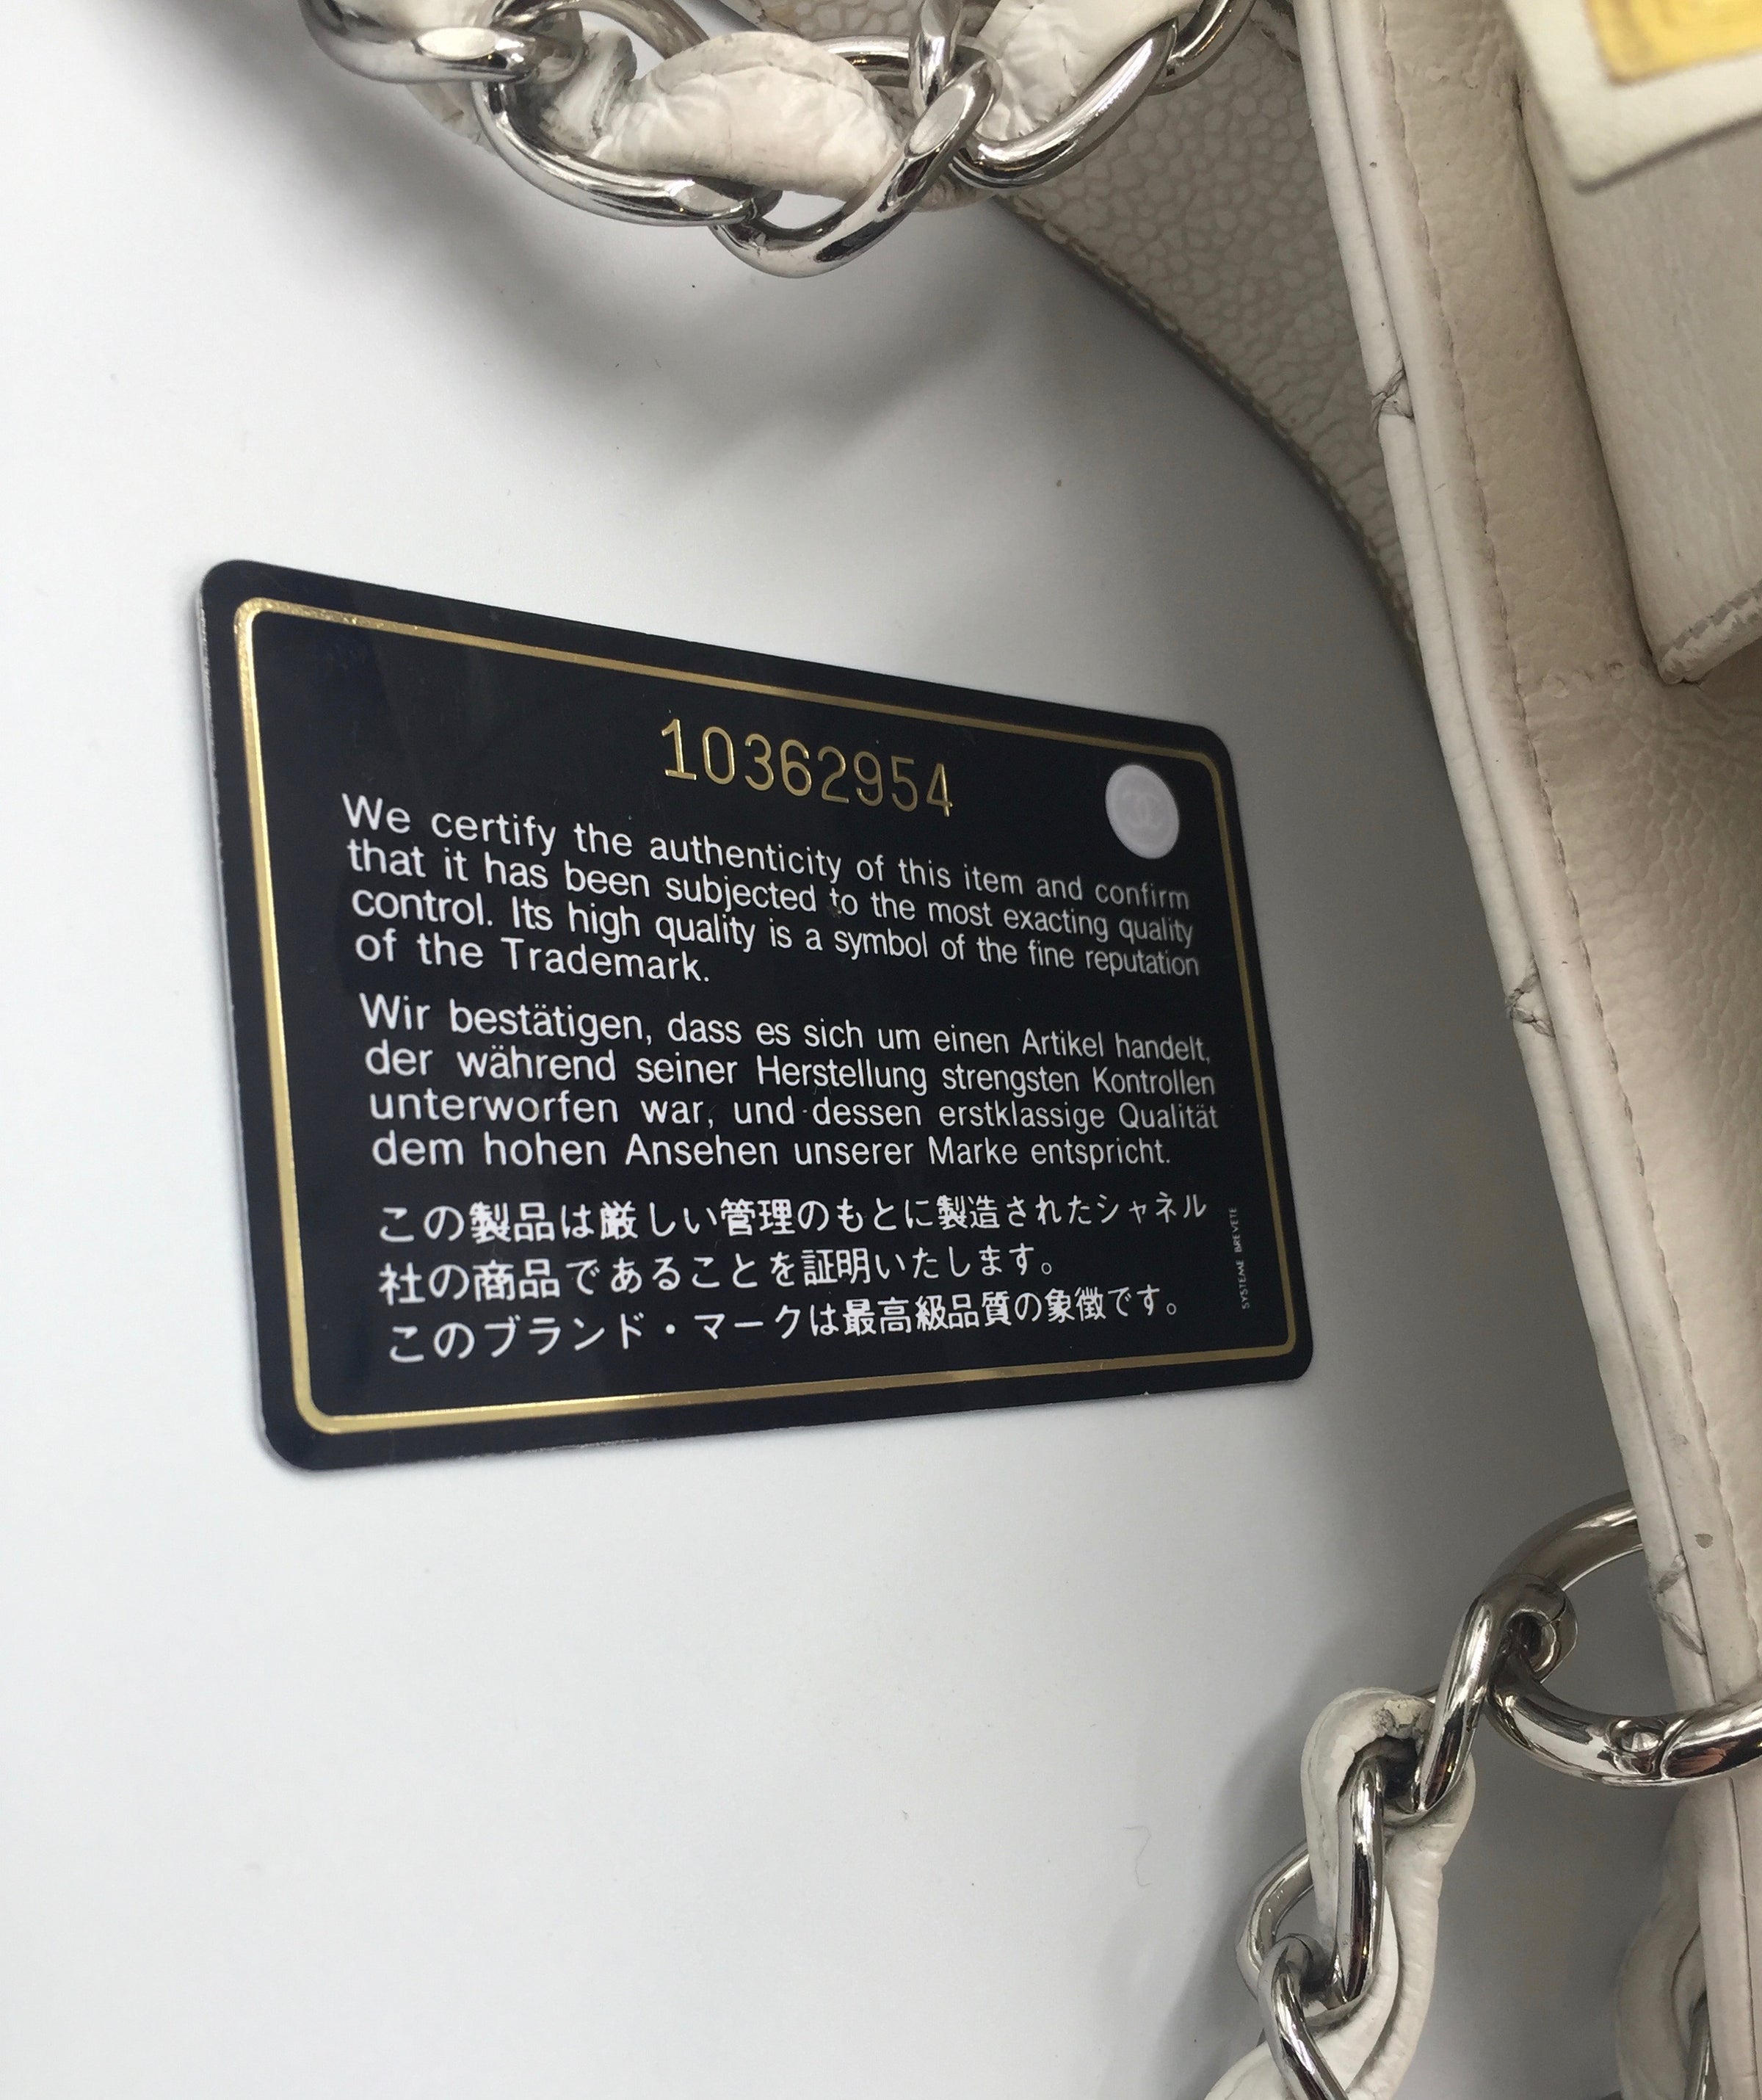 10362954
We certify the authenticity of this item and confirm
that it has been subjected to the most exacting quality
control. Its high quality is a symbol of the fine reputation
of the Trademark.
Wir bestätigen, dass es sich um einen Artikel handelt,
der während seiner Herstellung strengsten Kontrollen
unterworfen war, und dessen erstklassige Qualität
dem hohen Ansehen unserer Marke entspricht.
この製品は厳しい管理のもとに製造されたシャネル
社の商品であることを証明いたします。
このブランド・マークは最高級品質の象徴です。
SYSTEME BREVETE